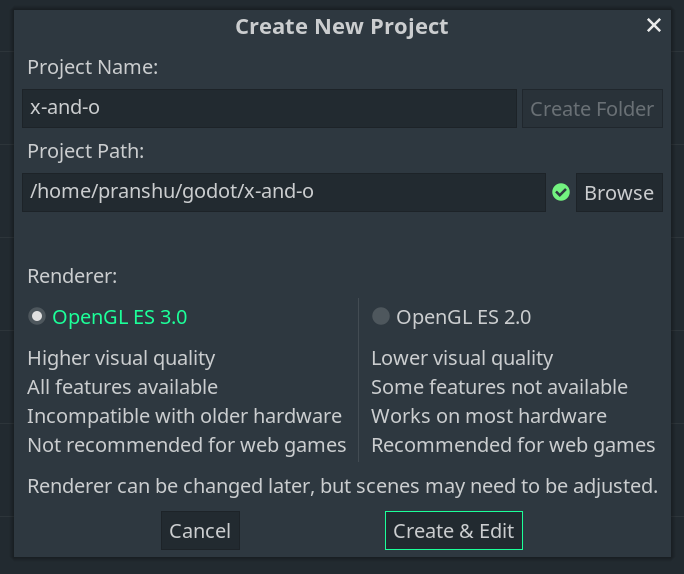 Create New Project
Project Name:
x-and-o
Create Folder
Project Path:
/home/pranshu/godot/x-and-o
Browse
Renderer:
OpenGL ES 3.0
Higher visual quality
All features available
Incompatible with older hardware
Not recommended for web games
OpenGL ES 2.0
Lower visual quality
Some features not available
Works on most hardware
Recommended for web games
Renderer can be changed later, but scenes may need to be adjusted.
Cancel
Create & Edit